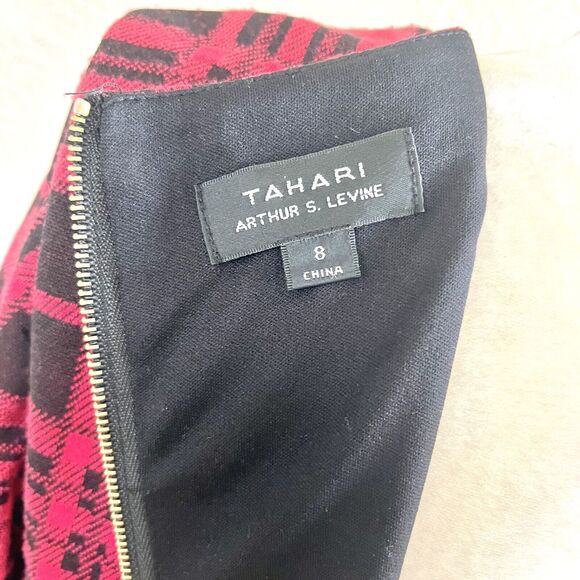 TAHARI
ARTHUR S. LEVINE
8
CHINA